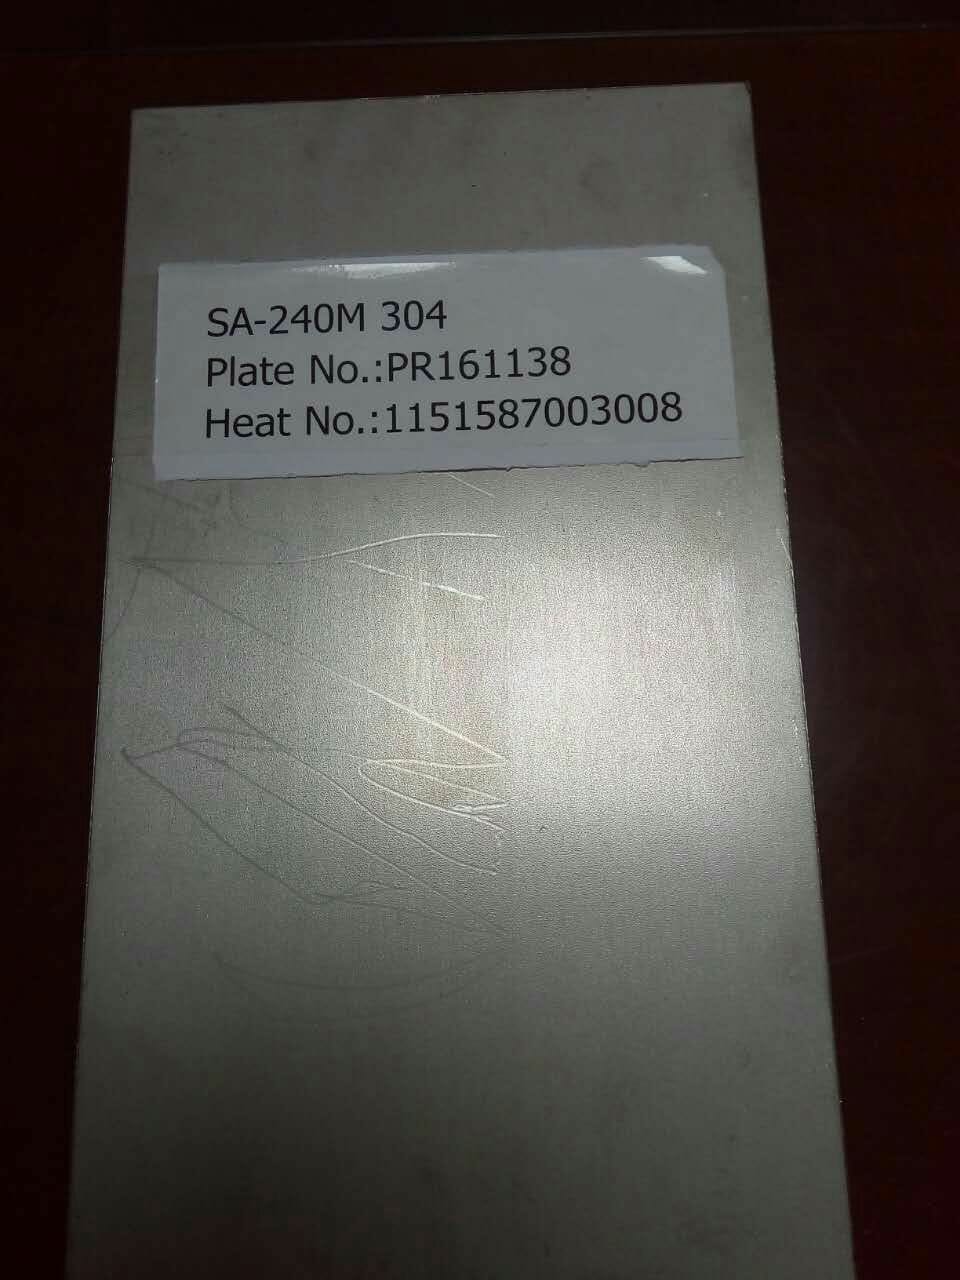 SA-240M 304
Plate No.:PR161138
Heat No.:1151587003008